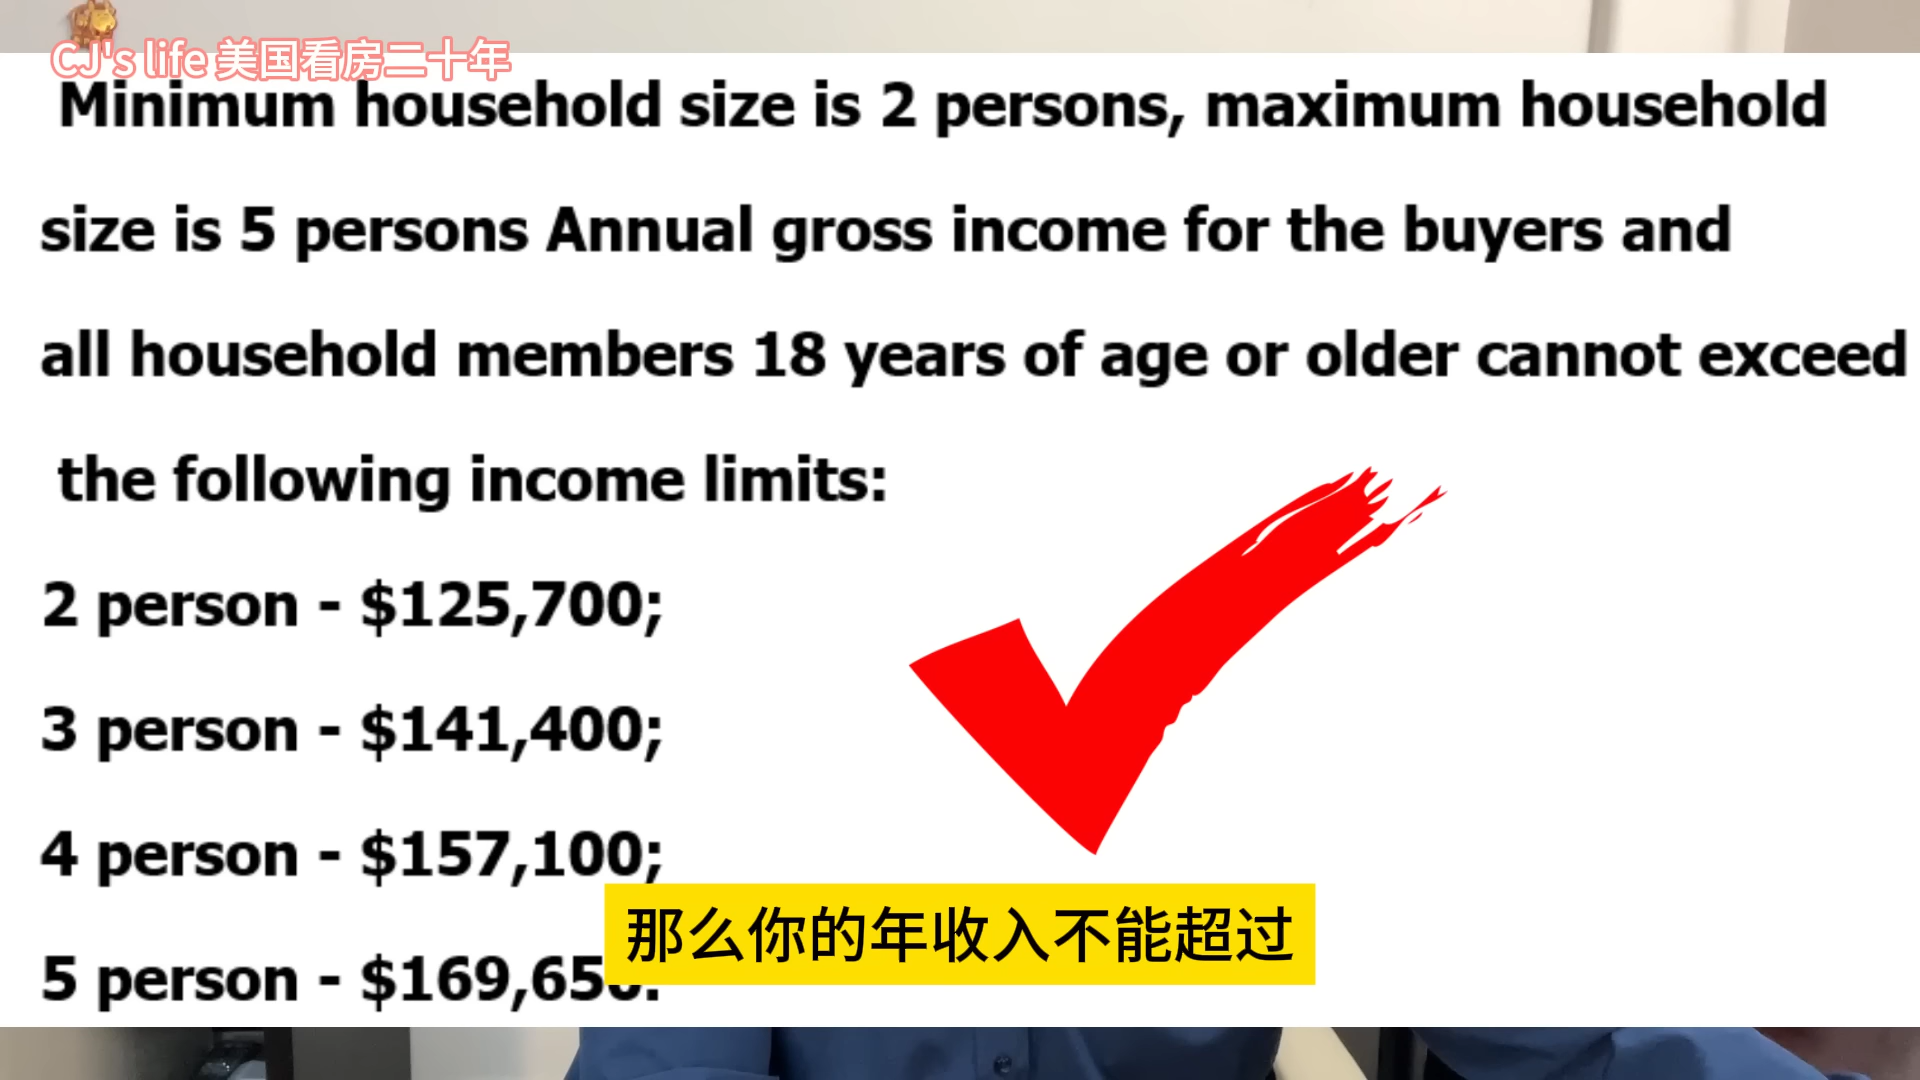 CJ's life 美国看房二十年
Minimum household size is 2 persons, maximum household
size is 5 persons Annual gross income for the buyers and
all household members 18 years of age or older cannot exceed
the following income limits:
2 person - $125,700;
3 person - $141,400;
4 person - $157,100;
5 person - $169,650.
那么你的年收入不能超过